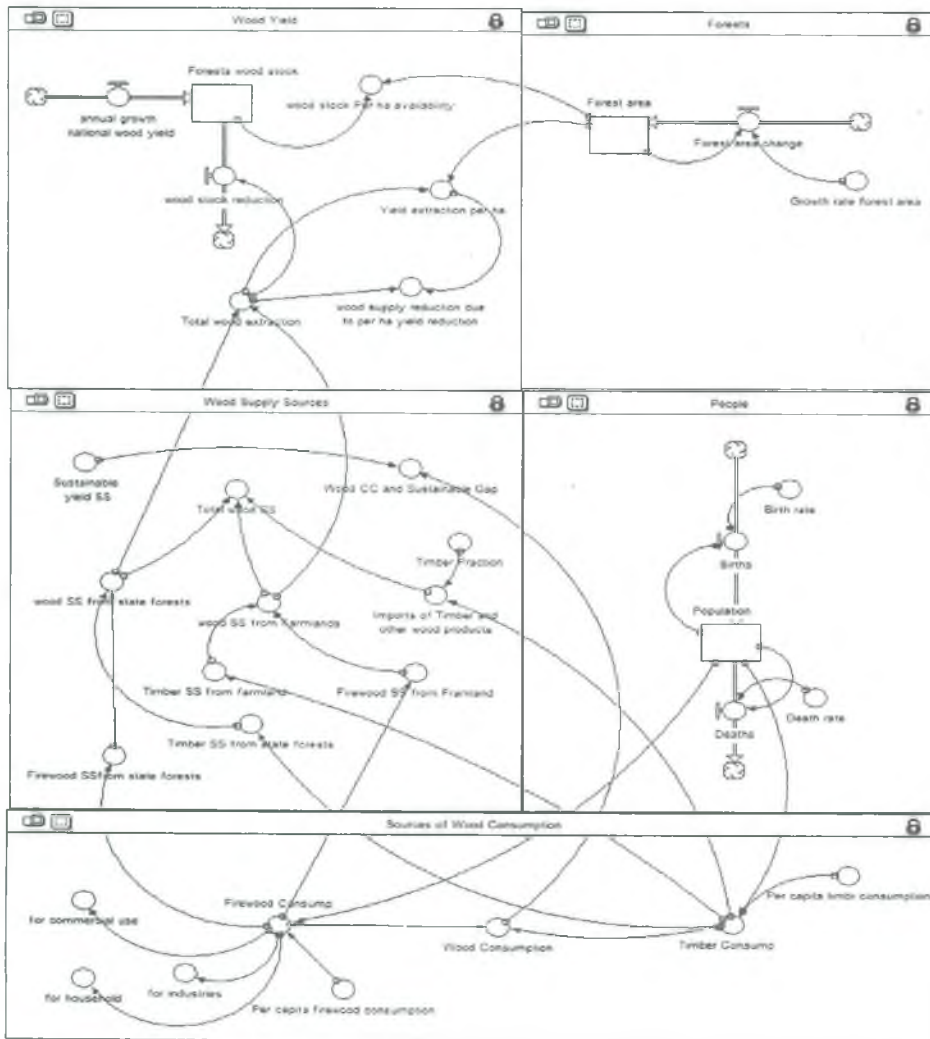 Wood Yield
Forests wood stock
wood stock Per ha availability
annual growth
national wood yield
wood stock reduction
Yield extraction per ha
Total wood extraction
wood supply reduction due
to per ha yield reduction
Forests
Forest area
Forest area change
Growth rate forest area
Wood Supply Sources
Sustainable
yield SS
Wood CC and Sustainable Gap
Total wood SS
Timber Fraction
wood SS from state forests
wood SS from Farmlands
Imports of Timber and
other wood products
Timber SS from farmland
Firewood SS from Framland
Timber SS from state forests
Firewood SSfrom state forests
People
Birth rate
Births
Population
Death rate
Deaths
Sources of Wood Consumption
Firewood Consump
for commercial use
Wood Consumption
Timber Consump
Per capita timbr consumption
for household
for industries
Per capita firewood consumption